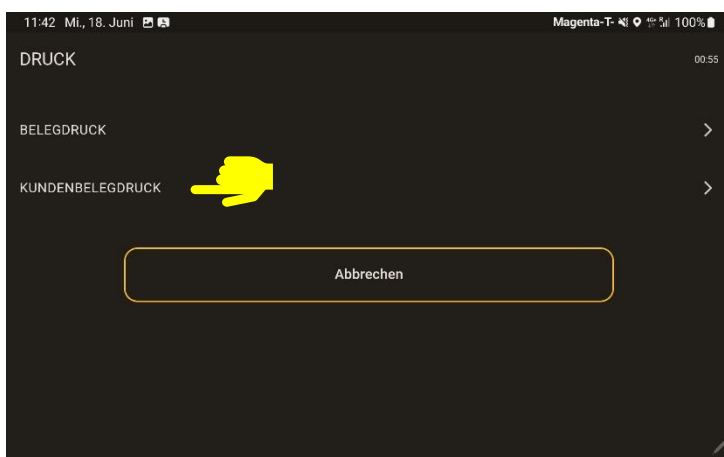 11:42 Mi., 18. Juni Magenta-T- 100%
DRUCK 00:55
BELEGDRUCK
KUNDENBELEGDRUCK
Abbrechen